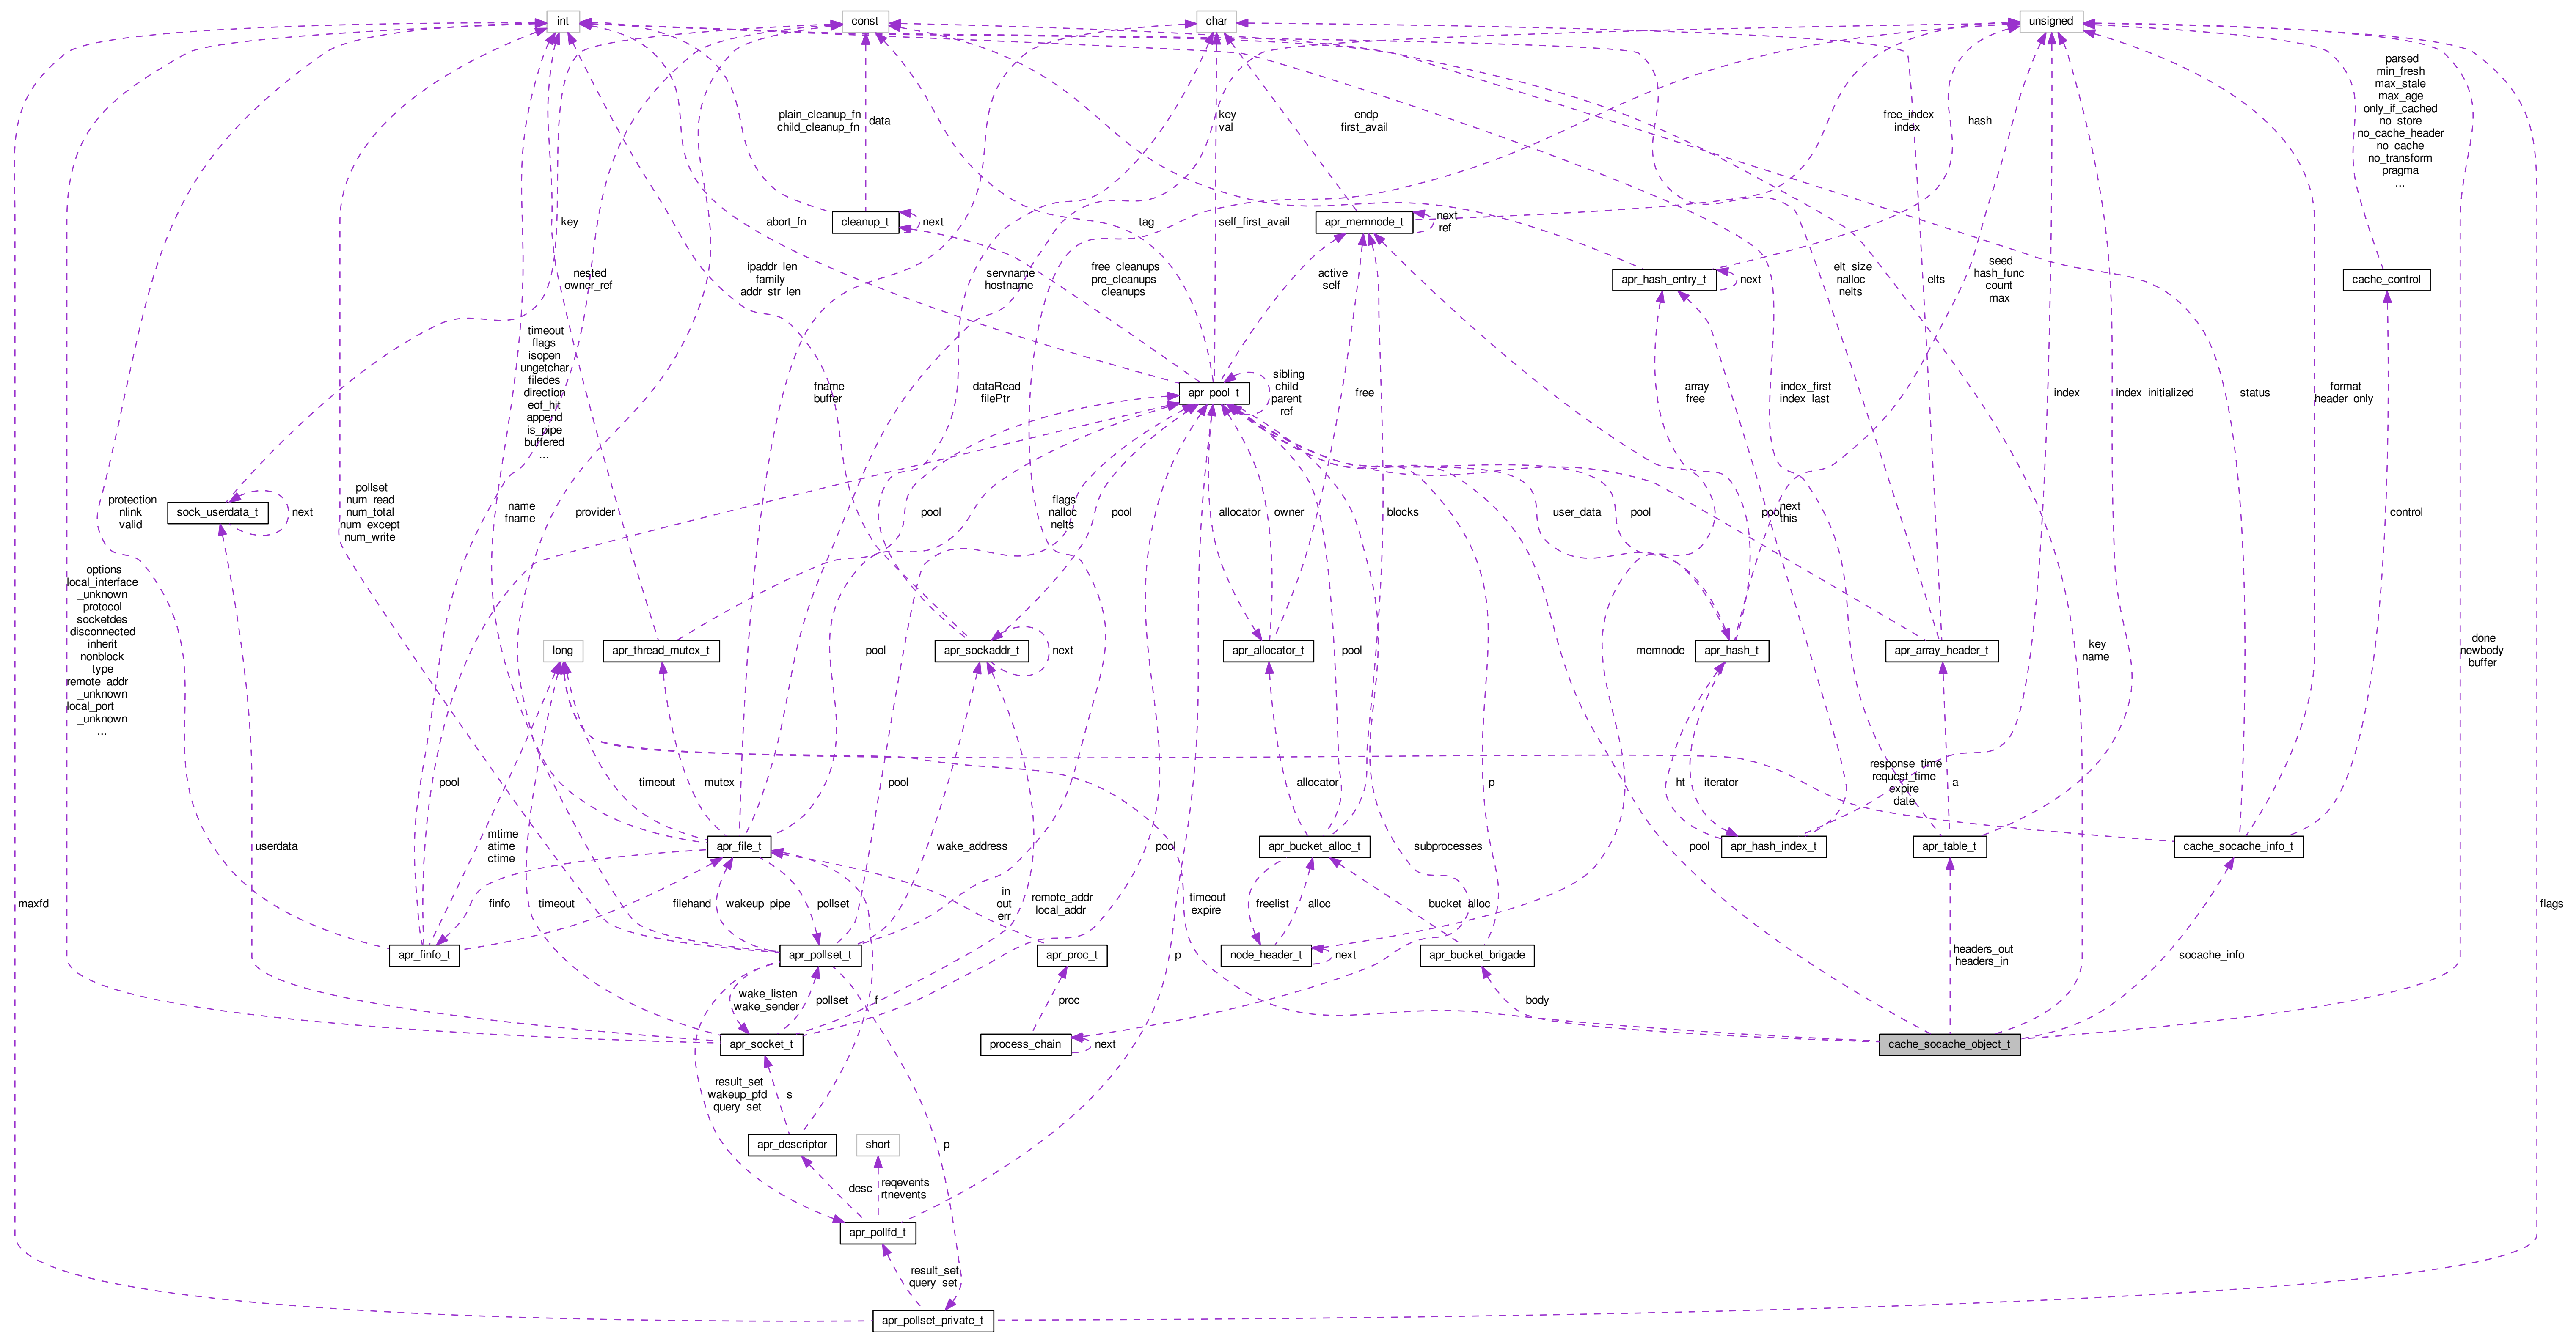 int
const
char
unsigned
parsed
min_fresh
max_stale
max_age
only_if_cached
no_store
no_cache_header
no_cache
no_transform
pragma
...
plain_cleanup_fn
child_cleanup_fn
data
key
val
endp
first_avail
free_index
index
hash
key
abort_fn
cleanup_t
next
tag
self_first_avail
apr_memnode_t
next
ref
nested
owner_ref
ipaddr_len
family
addr_str_len
servname
hostname
free_cleanups
pre_cleanups
cleanups
active
self
apr_hash_entry_t
next
elt_size
nalloc
nelts
elts
seed
hash_func
count
max
cache_control
timeout
flags
isopen
ungetchar
filedes
direction
eof_hit
append
is_pipe
buffered
...
fname
buffer
dataRead
filePtr
apr_pool_t
sibling
child
parent
ref
free
array
free
index_first
index_last
index
index_initialized
status
format
header_only
protection
nlink
valid
sock_userdata_t
next
pollset
num_read
num_total
num_except
num_write
name
fname
provider
pool
flags
nalloc
nelts
pool
allocator
owner
blocks
user_data
pool
pool
next
this
control
options
local_interface
_unknown
protocol
socketdes
disconnected
inherit
nonblock
type
remote_addr
_unknown
local_port
_unknown
...
long
apr_thread_mutex_t
pool
apr_sockaddr_t
next
apr_allocator_t
pool
memnode
apr_hash_t
apr_array_header_t
key
name
done
newbody
buffer
pool
timeout
mutex
pool
allocator
p
ht
iterator
response_time
request_time
expire
date
a
userdata
mtime
atime
ctime
apr_file_t
wake_address
pool
apr_bucket_alloc_t
subprocesses
pool
apr_hash_index_t
apr_table_t
cache_socache_info_t
maxfd
finfo
timeout
filehand
wakeup_pipe
pollset
in
out
err
remote_addr
local_addr
timeout
expire
freelist
alloc
bucket_alloc
flags
apr_finfo_t
apr_pollset_t
apr_proc_t
p
node_header_t
next
apr_bucket_brigade
headers_out
headers_in
socache_info
wake_listen
wake_sender
pollset
f
proc
body
apr_socket_t
process_chain
next
cache_socache_object_t
result_set
wakeup_pfd
query_set
s
apr_descriptor
short
p
desc
reqevents
rtnevents
apr_pollfd_t
result_set
query_set
apr_pollset_private_t